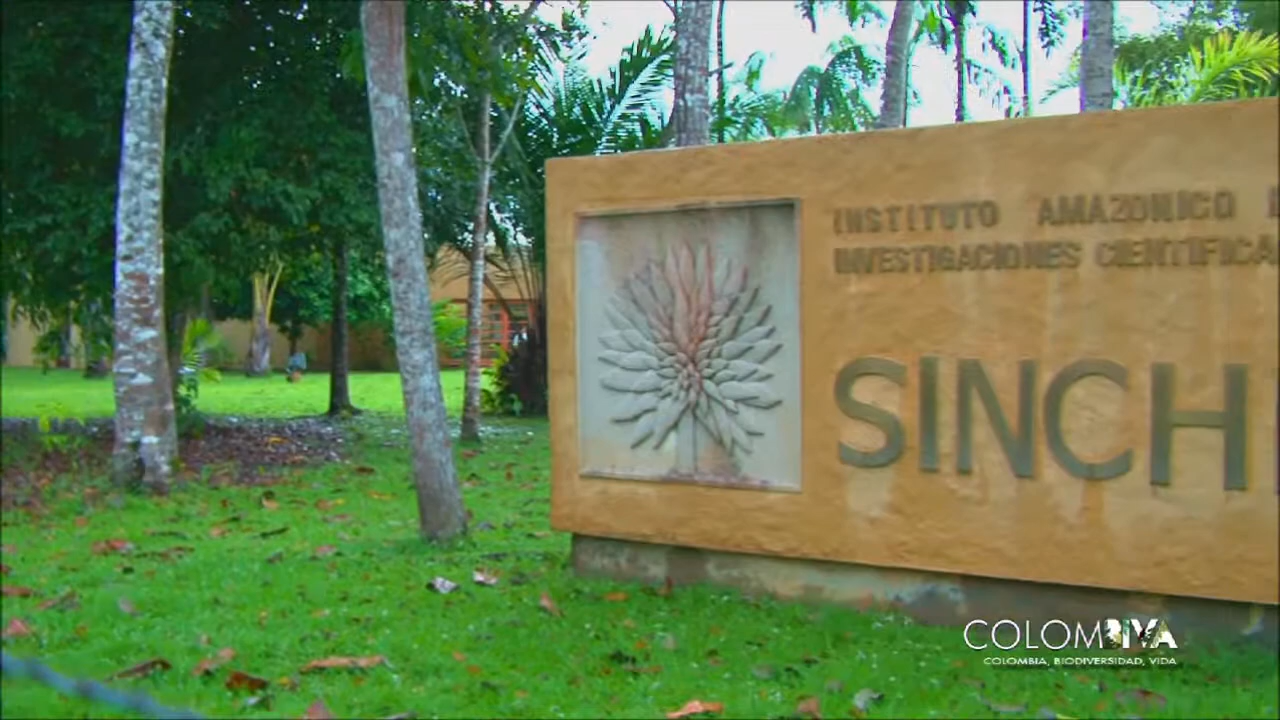 INSTITUTO AMAZONICO
INVESTIGACIONES CIENTIFICA
SINCH
COLOMBIVA
COLOMBIA, BIODIVERSIDAD, VIDA